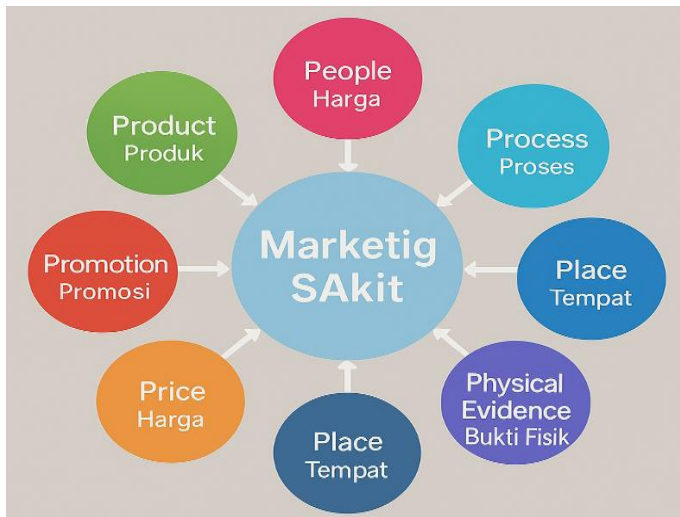 People
Harga
Product
Produk
Process
Proses
Marketig
SAkit
Promotion
Promosi
Place
Tempat
Price
Harga
Physical
Evidence
Bukti Fisik
Place
Tempat